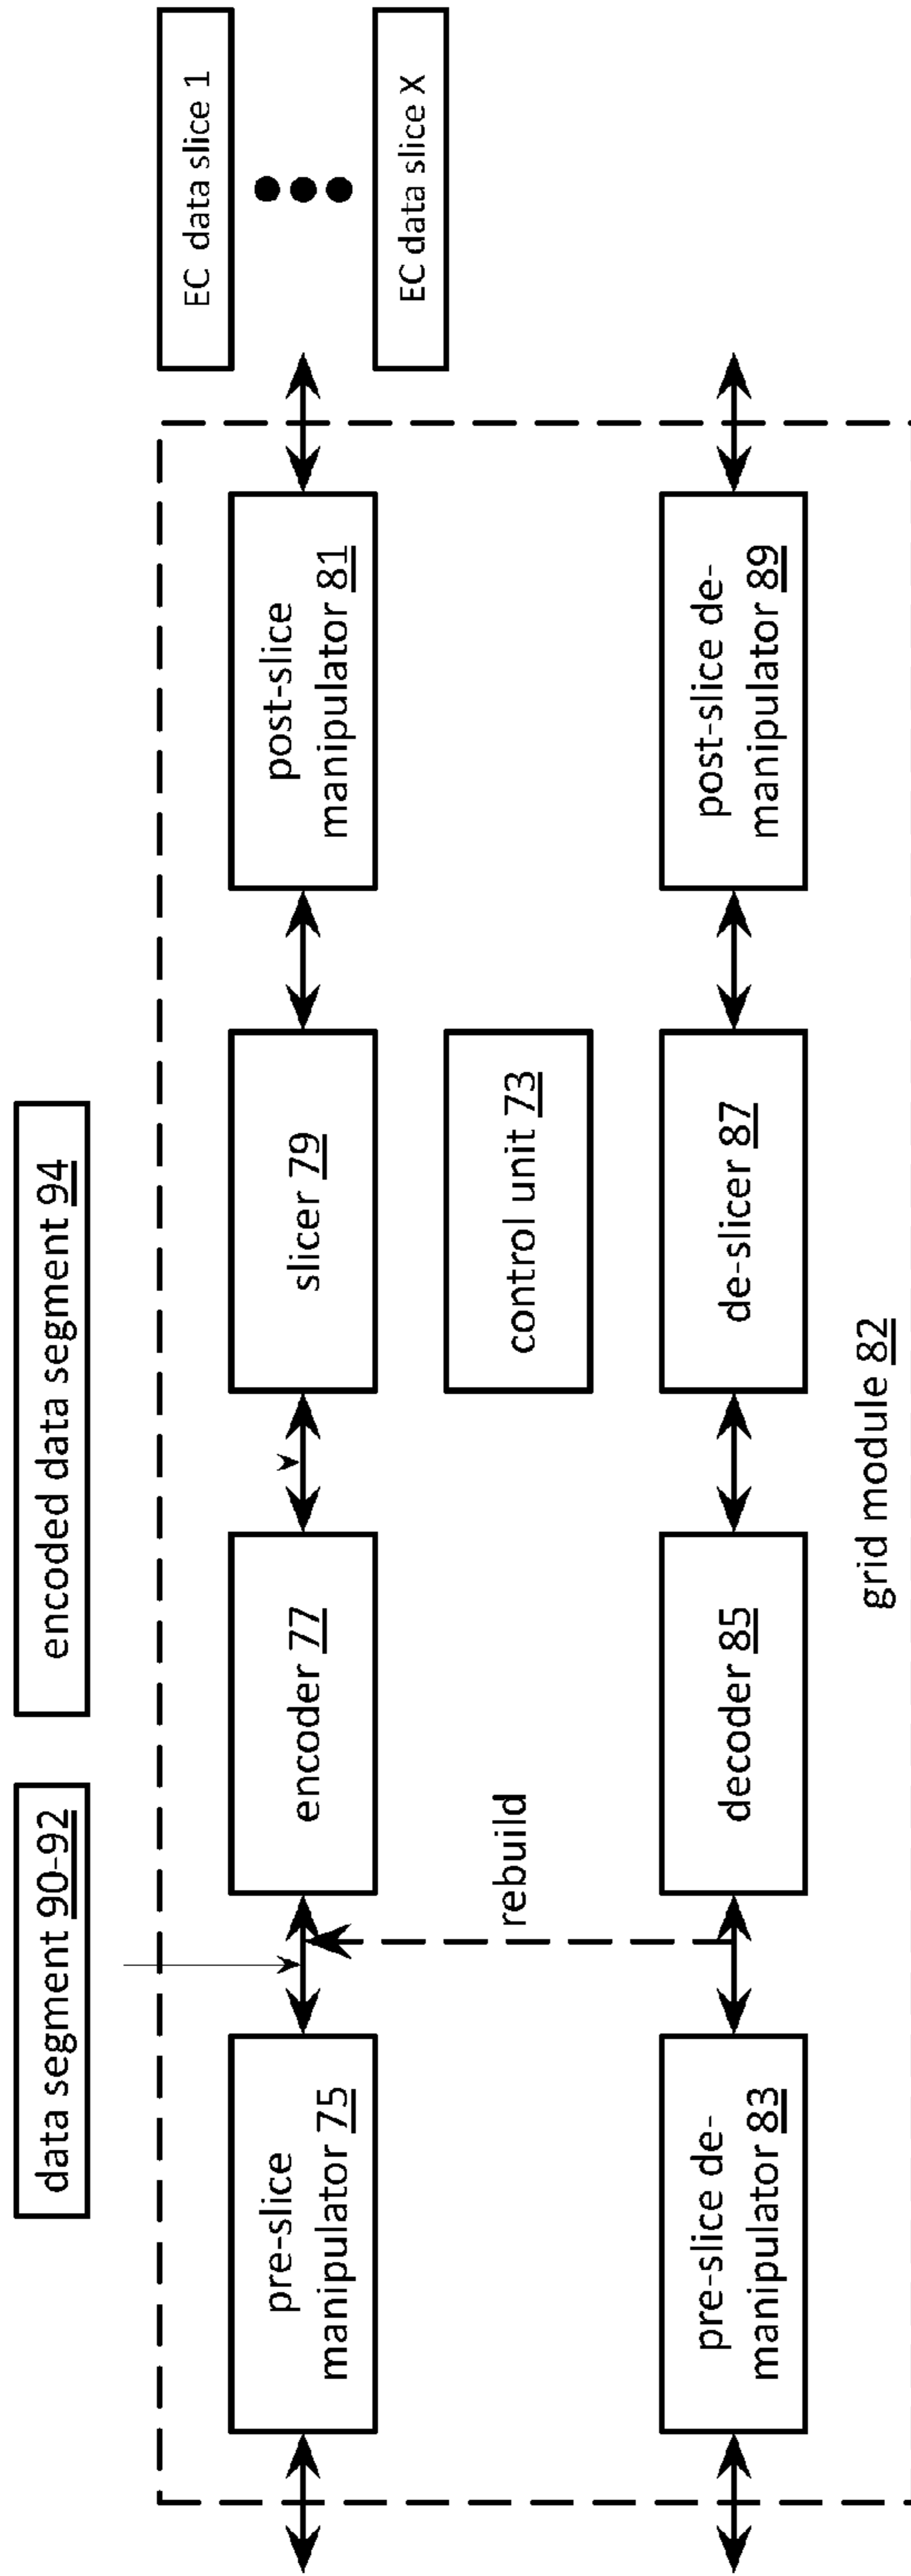 data segment 90-92
encoded data segment 94
EC data slice 1
EC data slice X
pre-slice
manipulator 75
encoder 77
slicer 79
post-slice
manipulator 81
rebuild
control unit 73
pre-slice de-
manipulator 83
decoder 85
de-slicer 87
post-slice de-
manipulator 89
grid module 82